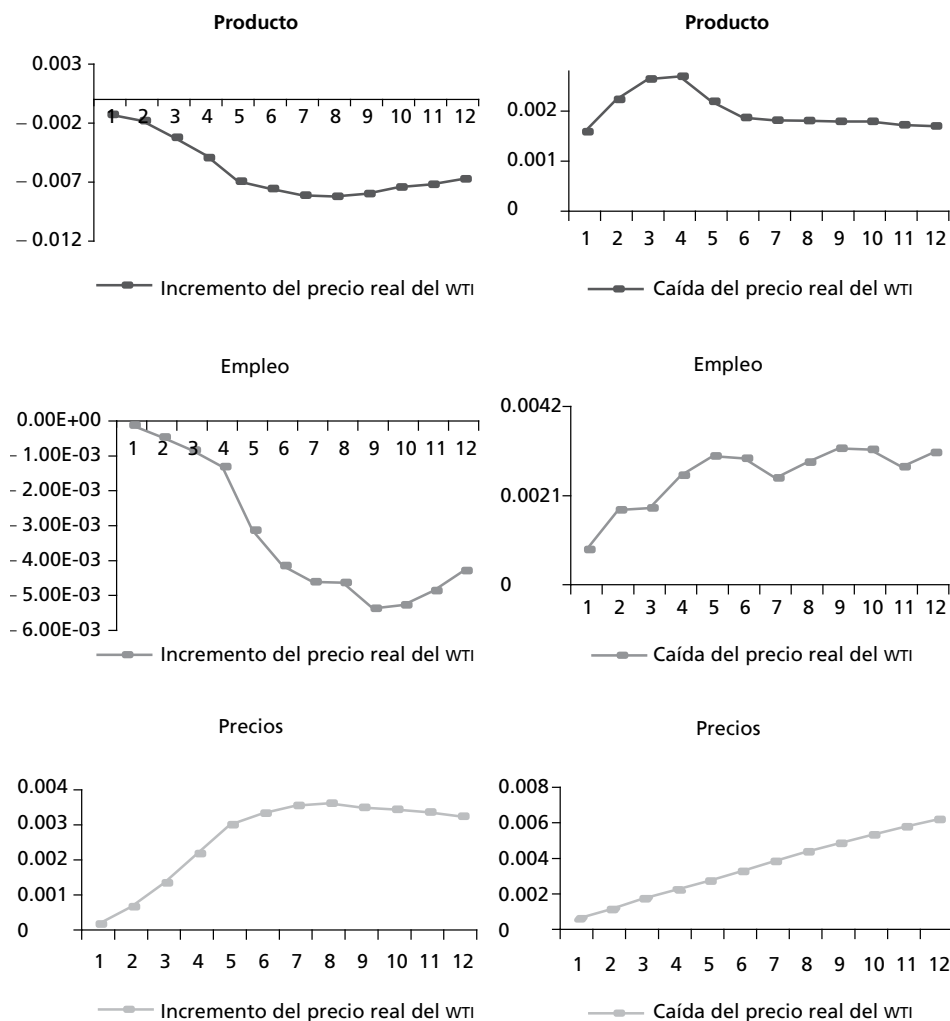 Producto
0.003
– 0.002
– 0.007
– 0.012
1 2 3 4 5 6 7 8 9 10 11 12
Incremento del precio real del WTI
Producto
0.002
0.001
0
1 2 3 4 5 6 7 8 9 10 11 12
Caída del precio real del WTI
Empleo
0.00E+00
– 1.00E-03
– 2.00E-03
– 3.00E-03
– 4.00E-03
– 5.00E-03
– 6.00E-03
1 2 3 4 5 6 7 8 9 10 11 12
Incremento del precio real del WTI
Empleo
0.0042
0.0021
0
1 2 3 4 5 6 7 8 9 10 11 12
Caída del precio real del WTI
Precios
0.004
0.003
0.002
0.001
0
1 2 3 4 5 6 7 8 9 10 11 12
Incremento del precio real del WTI
Precios
0.008
0.006
0.004
0.002
0
1 2 3 4 5 6 7 8 9 10 11 12
Caída del precio real del WTI